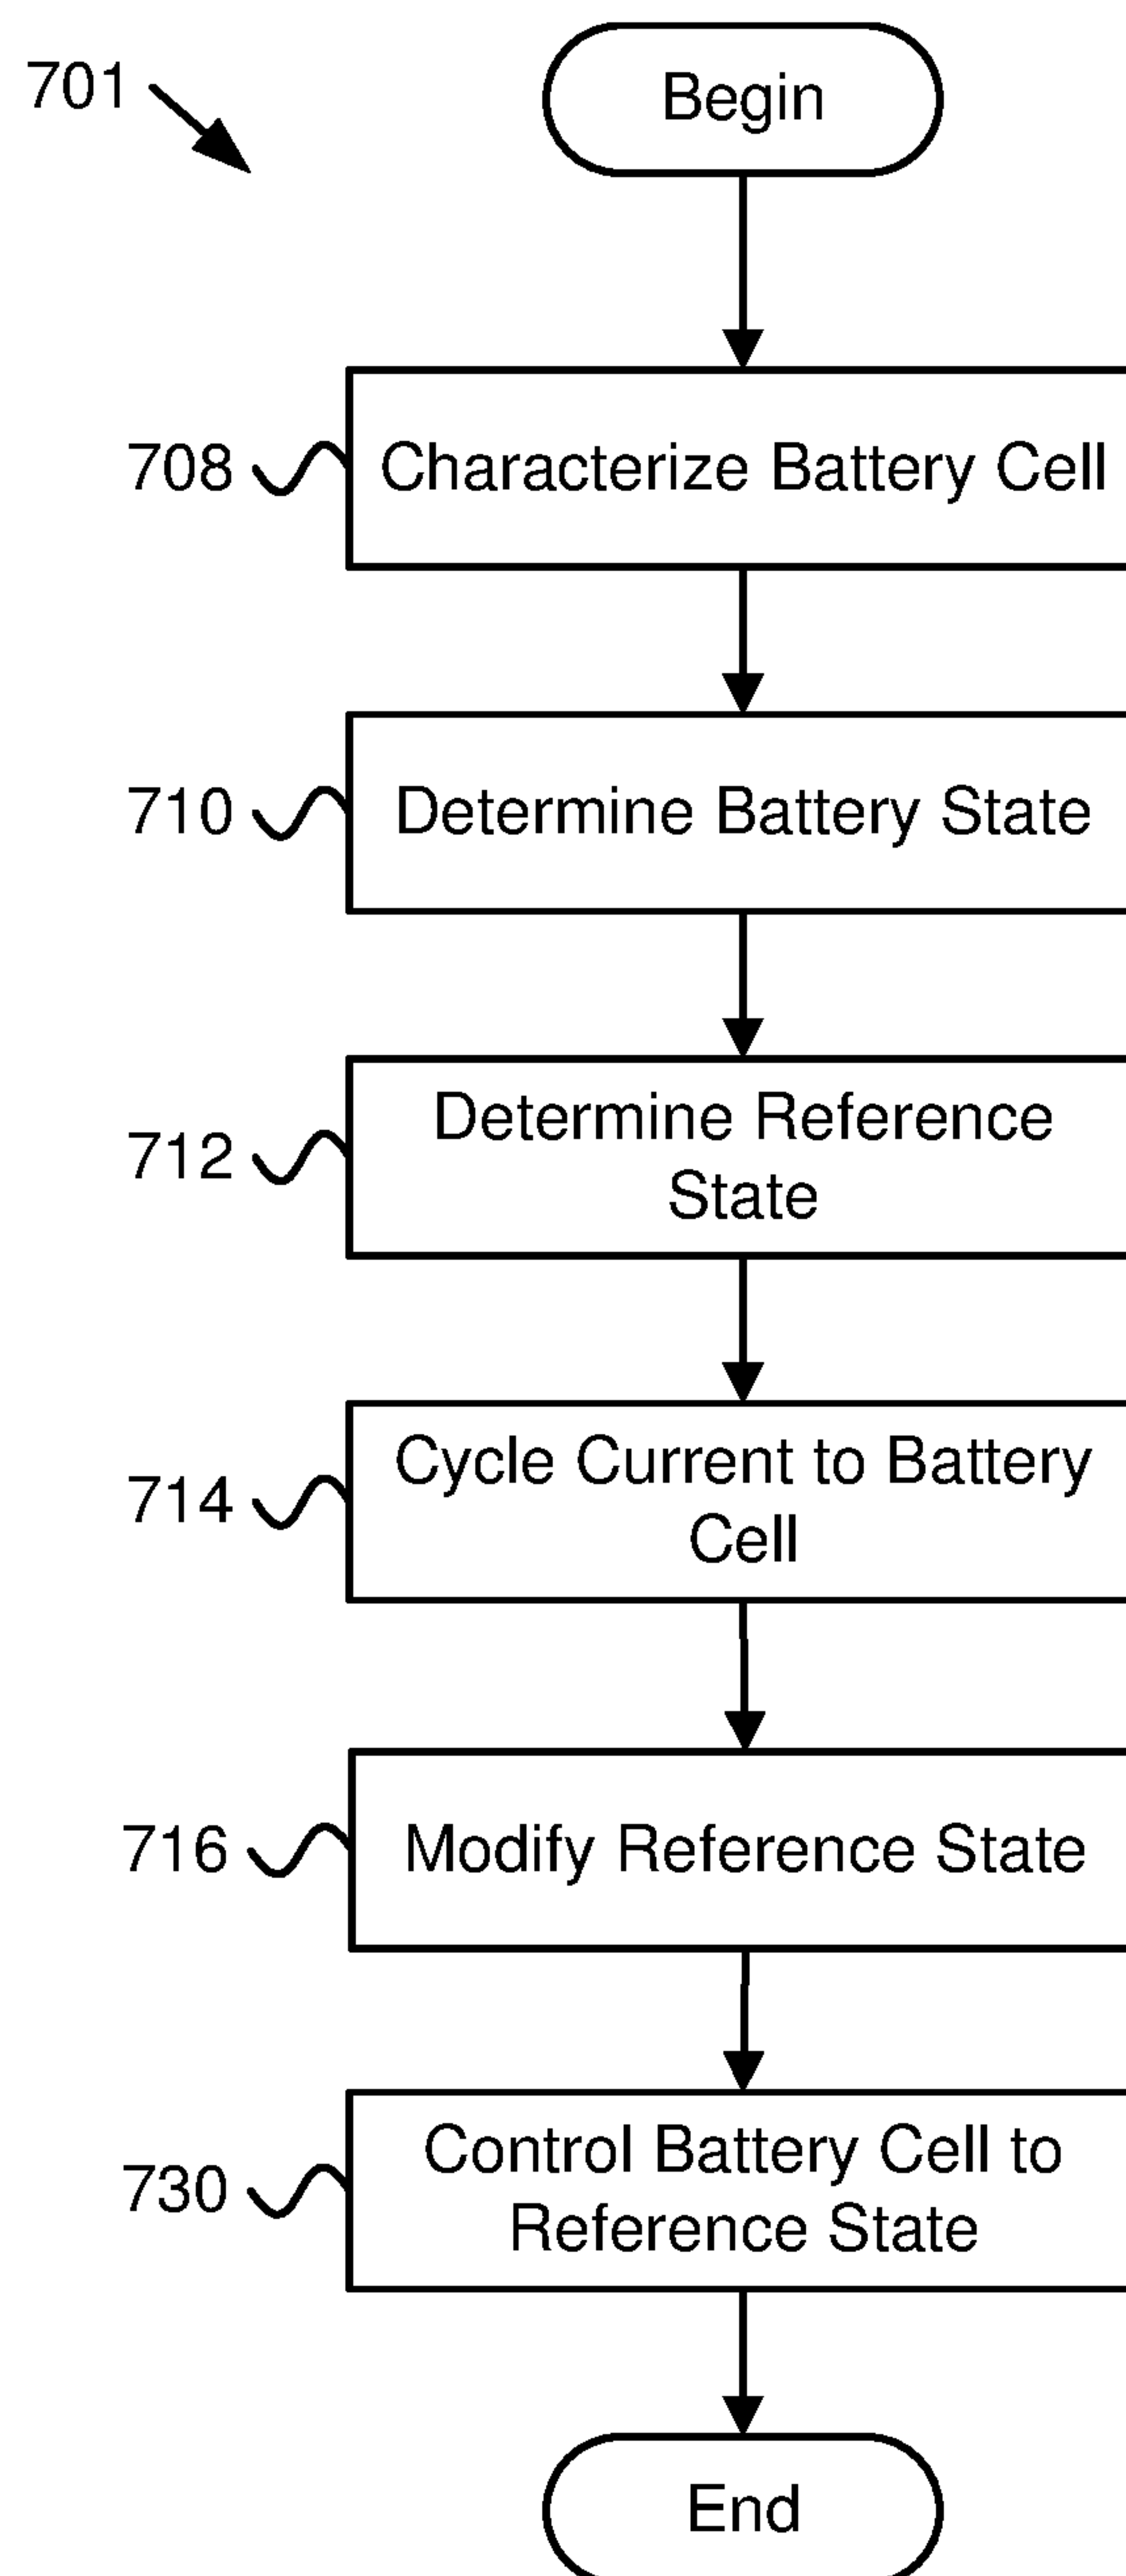 701
Begin
708
Characterize Battery Cell
710
Determine Battery State
712
Determine Reference
State
714
Cycle Current to Battery
Cell
716
Modify Reference State
730
Control Battery Cell to
Reference State
End